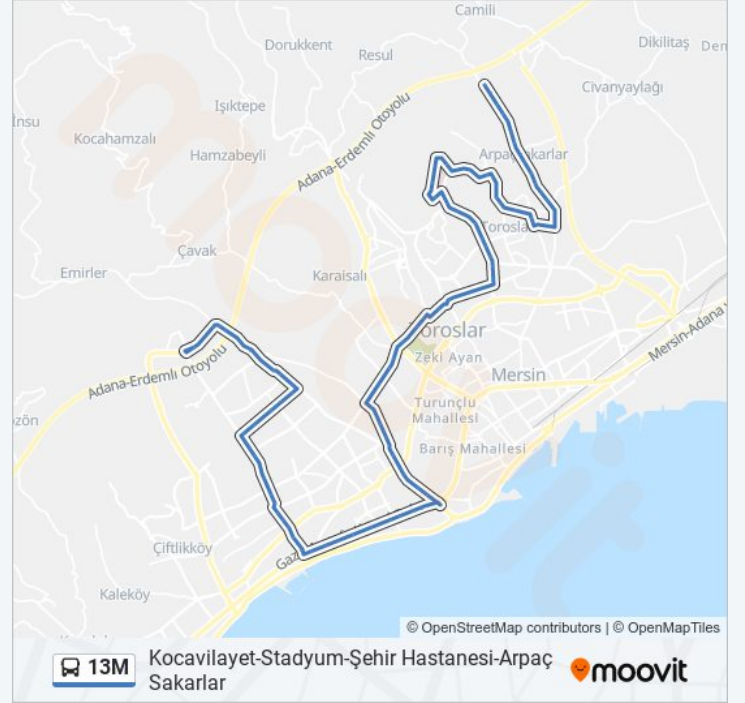 Camili
Dorukkent
Resul
Dikilitaş
Civanyaylağı
Işıktepe
İnsu
Kocahamzalı
Hamzabeyli
Adana-Erdemli Otoyolu
Çavak
Emirler
Karaisalı
Toroslar
Zeki Ayan
Mersin
Mersin-Adana
Adana-Erdemli Otoyolu
Turunçlu
Mahallesi
Barış Mahallesi
Çiftlikköy
Kaleköy
© OpenStreetMap contributors | © OpenMapTiles
13M
Kocavilayet-Stadyum-Şehir Hastanesi-Arpaç
Sakarlar
moovit